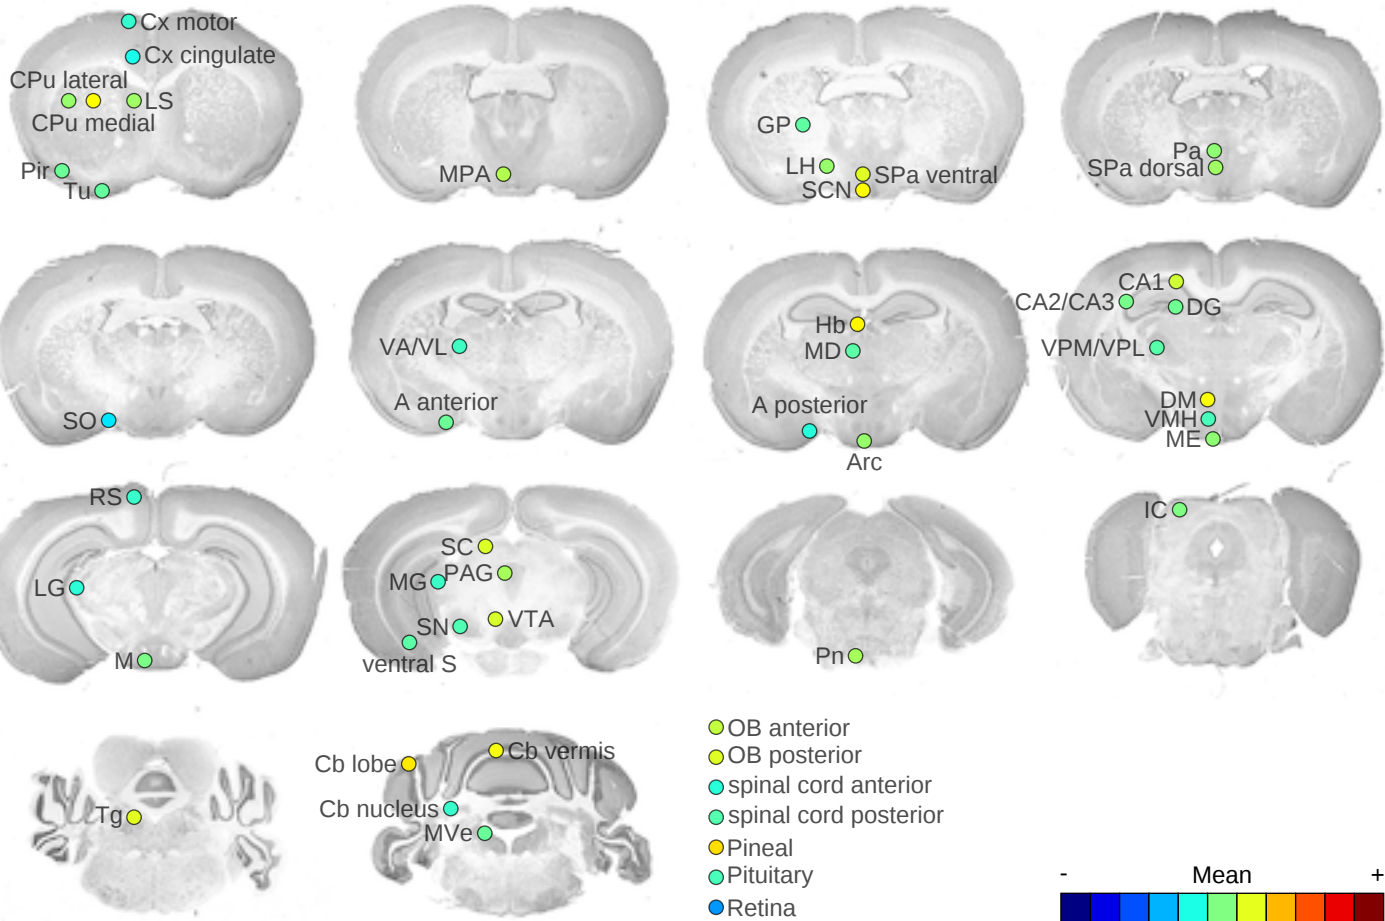 Cx motor
Cx cingulate
CPu lateral
LS
CPu medial
Pir
Tu
MPA
GP
LH
SPa ventral
SCN
Pa
SPa dorsal
SO
VA/VL
A anterior
Hb
MD
A posterior
Arc
CA1
CA2/CA3
DG
VPM/VPL
DM
VMH
ME
RS
LG
M
SC
PAG
MG
VTA
SN
ventral S
Pn
IC
Tg
Cb lobe
Cb vermis
Cb nucleus
MVe
OB anterior
OB posterior
spinal cord anterior
spinal cord posterior
Pineal
Pituitary
Retina
- Mean +